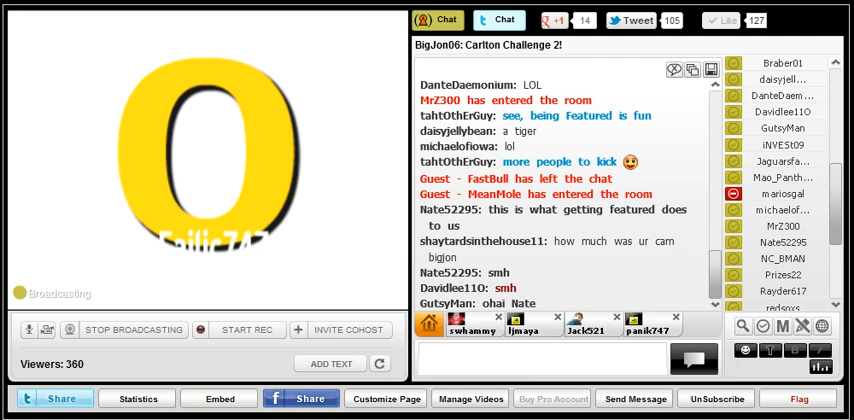 O
Failic747
Broadcasting
STOP BROADCASTING
START REC
INVITE COHOST
Viewers: 360
ADD TEXT
Chat
Chat
g +1 14
Tweet 105
Like 127
BigJon06: Carlton Challenge 2!
DanteDaemonium: LOL
MrZ300 has entered the room
tahtOthErGuy: see, being Featured is fun
daisyjellybean: a tiger
michaelofiowa: lol
tahtOthErGuy: more people to kick
Guest - FastBull has left the chat
Guest - MeanMole has entered the room
Nate52295: this is what getting featured does
to us
shaytardsinthehouse11: how much was ur cam
bigjon
Nate52295: smh
Davidlee11O: smh
GutsyMan: ohai Nate
swhammy
ljmaya
Jack521
panik747
Braber01
daisyjell...
DanteDaem...
Davidlee11O
GutsyMan
iNVESt09
Jaguarsfa...
Mao_Panth...
mariosgal
michaelof...
MrZ300
Nate52295
NC_BMAN
Prizes22
Rayder617
redsoxs
M
T
B
I
Share
Statistics
Embed
Share
Customize Page
Manage Videos
Buy Pro Account
Send Message
UnSubscribe
Flag